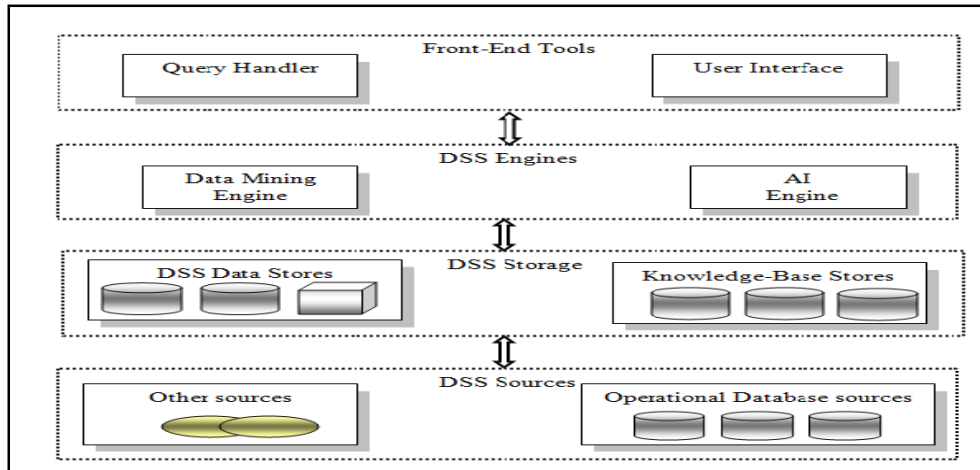 Front-End Tools
Query Handler
User Interface
DSS Engines
Data Mining
Engine
AI
Engine
DSS Storage
DSS Data Stores
Knowledge-Base Stores
DSS Sources
Other sources
Operational Database sources